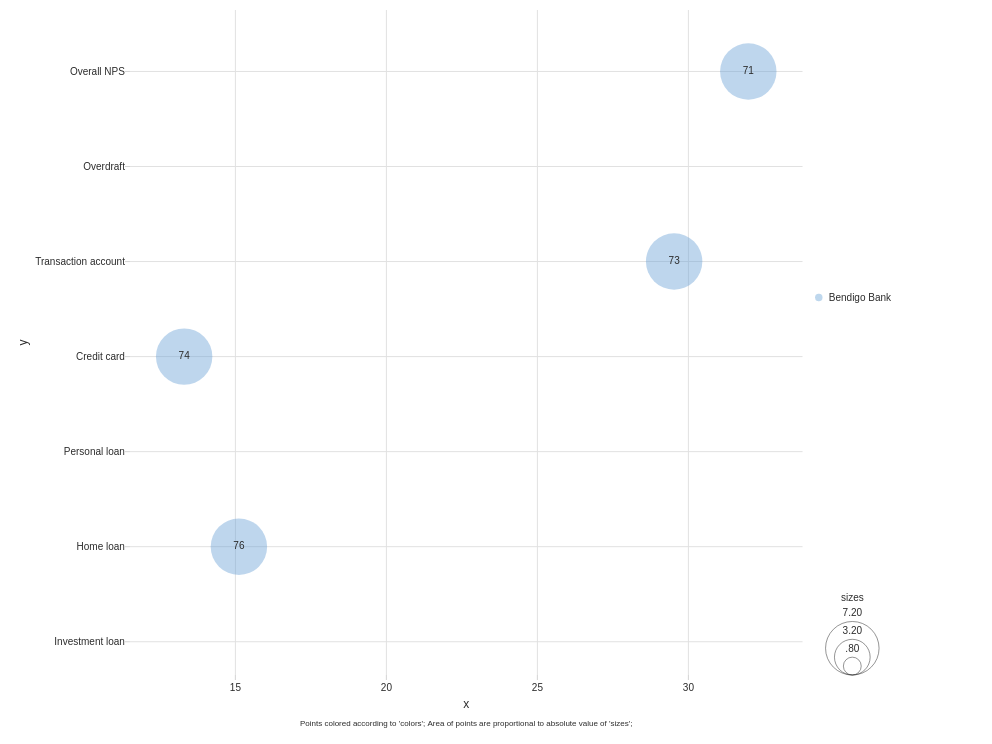 Overall NPS
71
Overdraft
Transaction account
73
Bendigo Bank
y
Credit card
74
Personal loan
Home loan
76
Investment loan
sizes
7.20
3.20
.80
15
20
25
30
x
Points colored according to 'colors'; Area of points are proportional to absolute value of 'sizes';